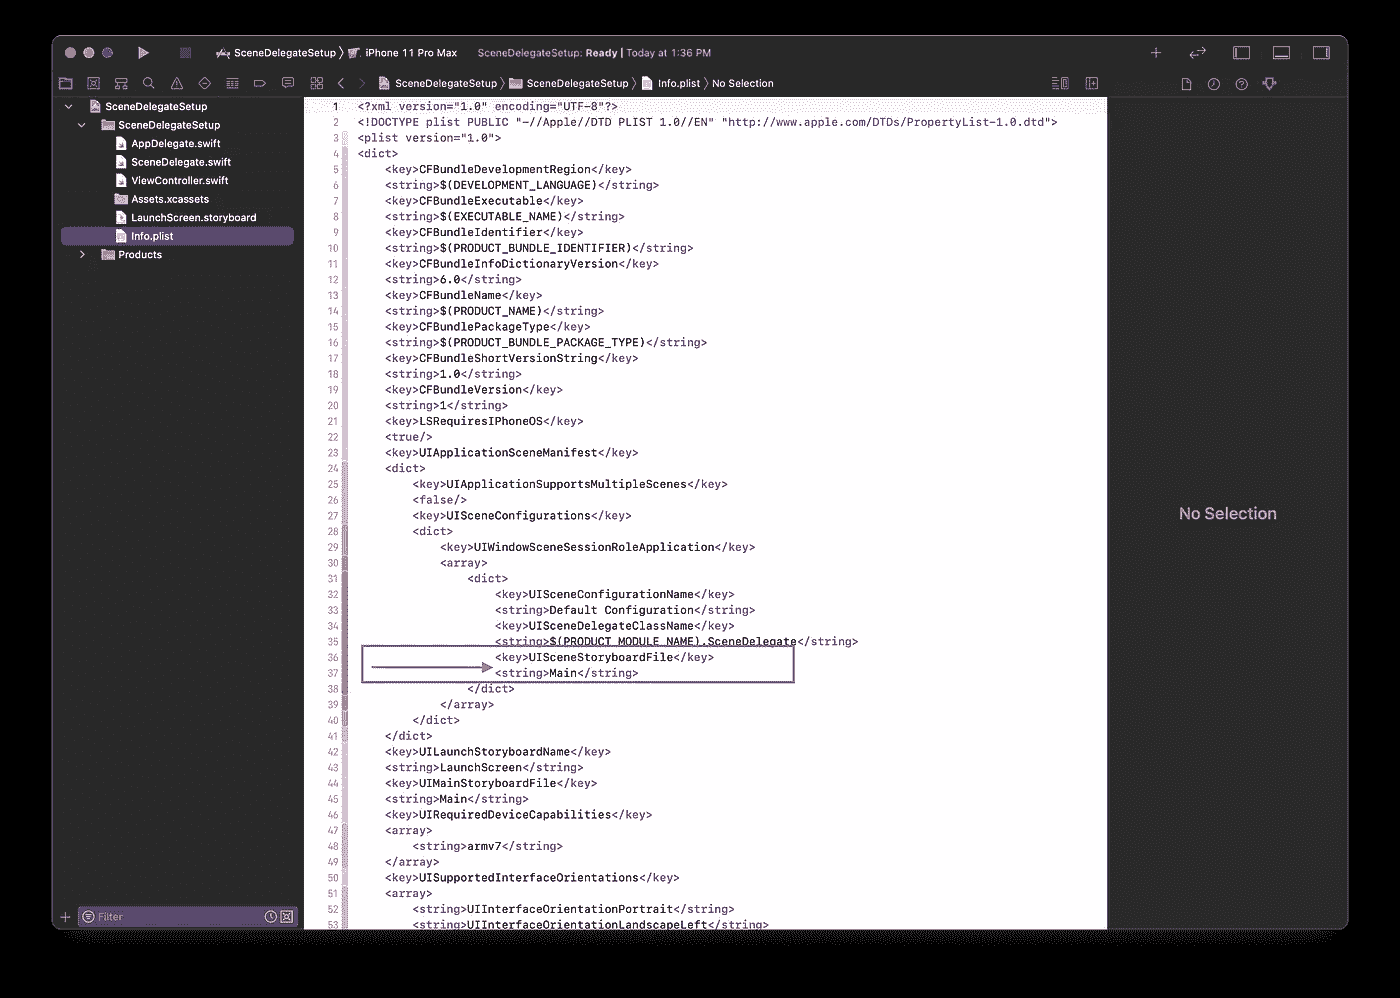 SceneDelegateSetup 〉 iPhone 11 Pro Max SceneDelegateSetup: Ready | Today at 1:36 PM
SceneDelegateSetup 〉 SceneDelegateSetup 〉 Info.plist 〉 No Selection
SceneDelegateSetup
SceneDelegateSetup
AppDelegate.swift
SceneDelegate.swift
ViewController.swift
Assets.xcassets
LaunchScreen.storyboard
Info.plist
Products
Filter
1 <?xml version="1.0" encoding="UTF-8"?>
2 <!DOCTYPE plist PUBLIC "-//Apple//DTD PLIST 1.0//EN" "http://www.apple.com/DTDs/PropertyList-1.0.dtd">
3 <plist version="1.0">
4 <dict>
5 <key>CFBundleDevelopmentRegion</key>
6 <string>$(DEVELOPMENT_LANGUAGE)</string>
7 <key>CFBundleExecutable</key>
8 <string>$(EXECUTABLE_NAME)</string>
9 <key>CFBundleIdentifier</key>
10 <string>$(PRODUCT_BUNDLE_IDENTIFIER)</string>
11 <key>CFBundleInfoDictionaryVersion</key>
12 <string>6.0</string>
13 <key>CFBundleName</key>
14 <string>$(PRODUCT_NAME)</string>
15 <key>CFBundlePackageType</key>
16 <string>$(PRODUCT_BUNDLE_PACKAGE_TYPE)</string>
17 <key>CFBundleShortVersionString</key>
18 <string>1.0</string>
19 <key>CFBundleVersion</key>
20 <string>1</string>
21 <key>LSRequiresIPhoneOS</key>
22 <true/>
23 <key>UIApplicationSceneManifest</key>
24 <dict>
25 <key>UIApplicationSupportsMultipleScenes</key>
26 <false/>
27 <key>UISceneConfigurations</key>
28 <dict>
29 <key>UIWindowSceneSessionRoleApplication</key>
30 <array>
31 <dict>
32 <key>UISceneConfigurationName</key>
33 <string>Default Configuration</string>
34 <key>UISceneDelegateClassName</key>
35 <string>$(PRODUCT_MODULE_NAME).SceneDelegate</string>
36 <key>UISceneStoryboardFile</key>
37 <string>Main</string>
38 </dict>
39 </array>
40 </dict>
41 </dict>
42 <key>UILaunchStoryboardName</key>
43 <string>LaunchScreen</string>
44 <key>UIMainStoryboardFile</key>
45 <string>Main</string>
46 <key>UIRequiredDeviceCapabilities</key>
47 <array>
48 <string>armv7</string>
49 </array>
50 <key>UISupportedInterfaceOrientations</key>
51 <array>
52 <string>UIInterfaceOrientationPortrait</string>
53 <string>UIInterfaceOrientationLandscapeLeft</string>
No Selection